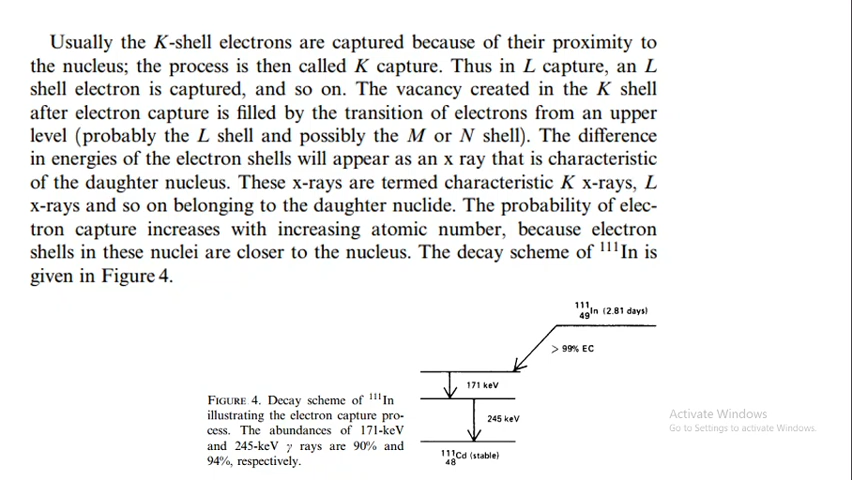 Usually the K-shell electrons are captured because of their proximity to
the nucleus; the process is then called K capture. Thus in L capture, an L
shell electron is captured, and so on. The vacancy created in the K shell
after electron capture is filled by the transition of electrons from an upper
level (probably the L shell and possibly the M or N shell). The difference
in energies of the electron shells will appear as an x ray that is characteristic
of the daughter nucleus. These x-rays are termed characteristic K x-rays, L
x-rays and so on belonging to the daughter nuclide. The probability of elec-
tron capture increases with increasing atomic number, because electron
shells in these nuclei are closer to the nucleus. The decay scheme of ¹¹¹In is
given in Figure 4.
¹¹¹₄₉In (2.81 days)
> 99% EC
171 keV
245 keV
¹¹¹₄₈Cd (stable)
FIGURE 4. Decay scheme of ¹¹¹In
illustrating the electron capture pro-
cess. The abundances of 171-keV
and 245-keV γ rays are 90% and
94%, respectively.
Activate Windows
Go to Settings to activate Windows.